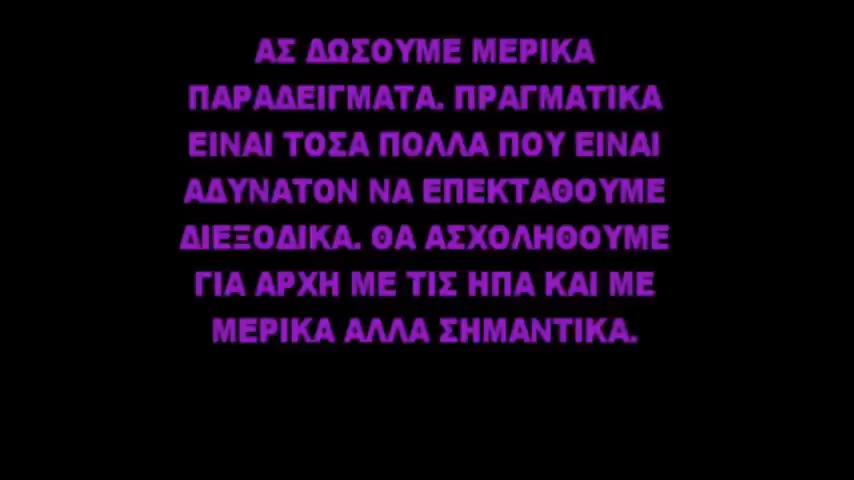 ΑΣ ΔΩΣΟΥΜΕ ΜΕΡΙΚΑ
ΠΑΡΑΔΕΙΓΜΑΤΑ. ΠΡΑΓΜΑΤΙΚΑ
ΕΙΝΑΙ ΤΟΣΑ ΠΟΛΛΑ ΠΟΥ ΕΙΝΑΙ
ΑΔΥΝΑΤΟΝ ΝΑ ΕΠΕΚΤΑΘΟΥΜΕ
ΔΙΕΞΟΔΙΚΑ. ΘΑ ΑΣΧΟΛΗΘΟΥΜΕ
ΓΙΑ ΑΡΧΗ ΜΕ ΤΙΣ ΗΠΑ ΚΑΙ ΜΕ
ΜΕΡΙΚΑ ΑΛΛΑ ΣΗΜΑΝΤΙΚΑ.